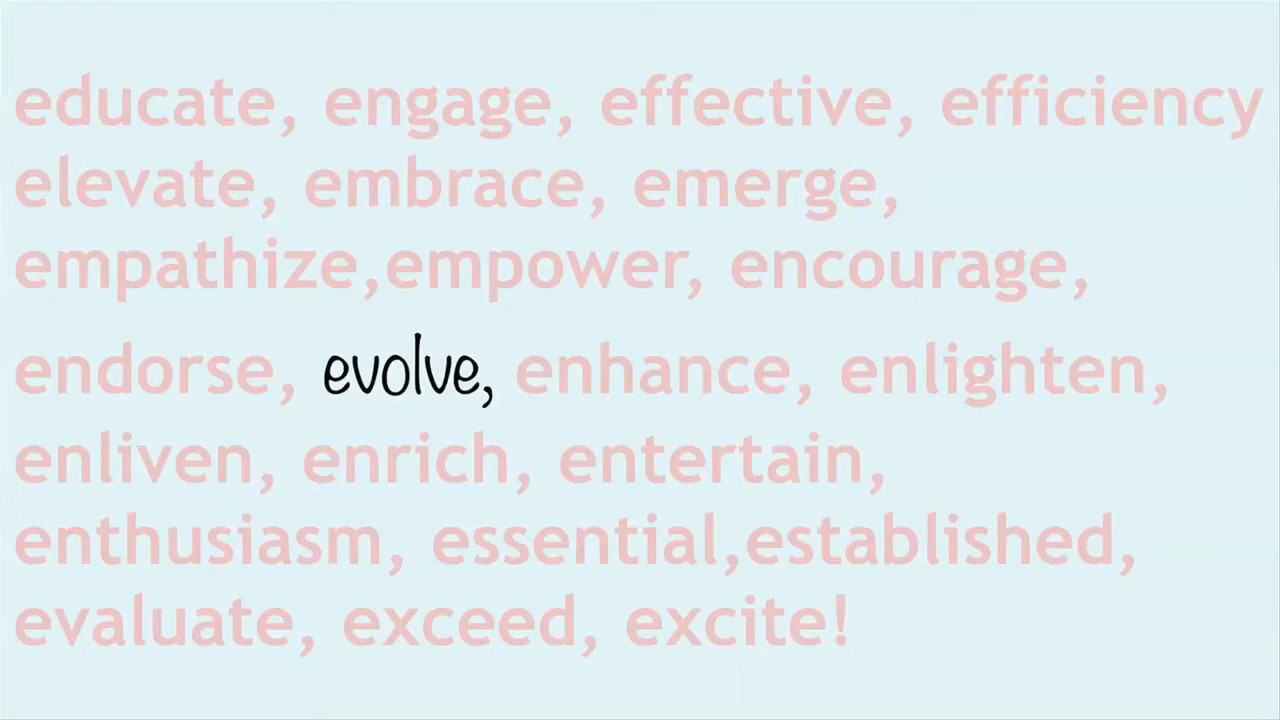 educate, engage, effective, efficiency
elevate, embrace, emerge,
empathize,empower, encourage,
endorse, evolve, enhance, enlighten,
enliven, enrich, entertain,
enthusiasm, essential,established,
evaluate, exceed, excite!